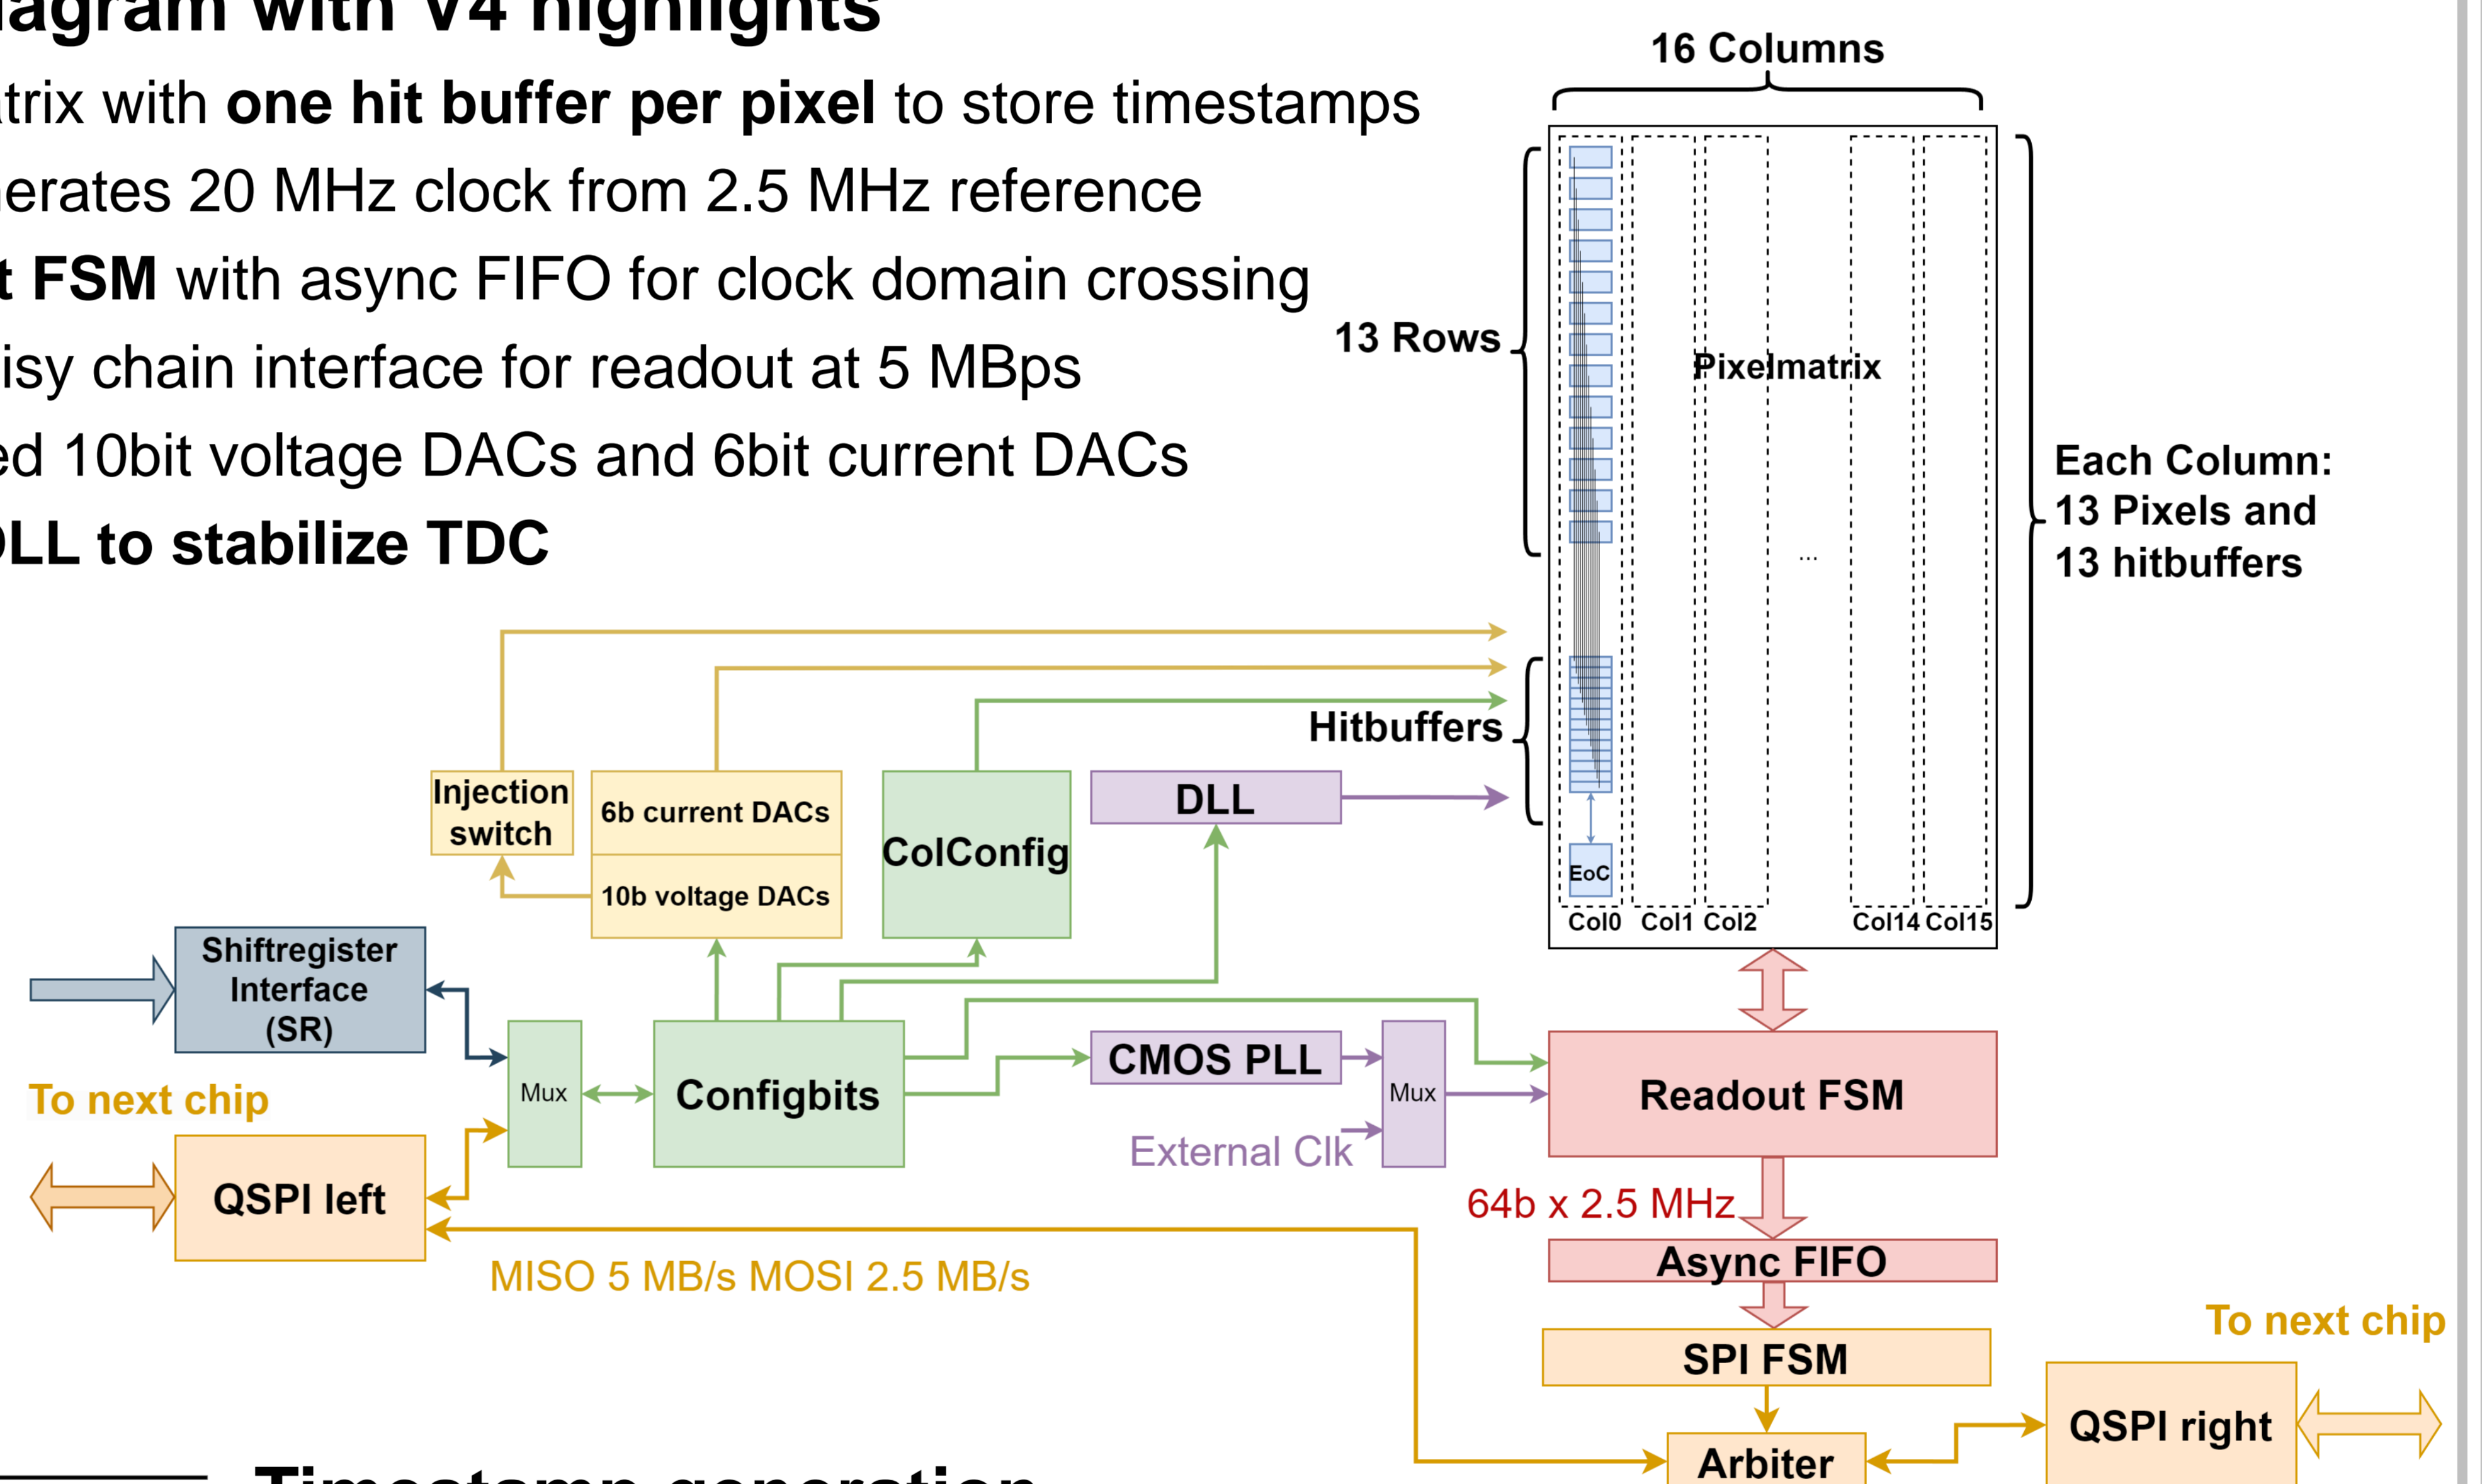 diagram with V4 highlights
matrix with one hit buffer per pixel to store timestamps
generates 20 MHz clock from 2.5 MHz reference
t FSM with async FIFO for clock domain crossing
isy chain interface for readout at 5 MBps
ed 10bit voltage DACs and 6bit current DACs
DLL to stabilize TDC
16 Columns
13 Rows
Pixelmatrix
...
Each Column:
13 Pixels and
13 hitbuffers
Hitbuffers
EoC
Col0 Col1 Col2 Col14 Col15
Injection
switch
6b current DACs
10b voltage DACs
ColConfig
DLL
Shiftregister
Interface
(SR)
To next chip
QSPI left
Mux
Configbits
CMOS PLL
External Clk
Mux
Readout FSM
64b x 2.5 MHz
Async FIFO
MISO 5 MB/s MOSI 2.5 MB/s
SPI FSM
Arbiter
To next chip
QSPI right
Timestamp generation